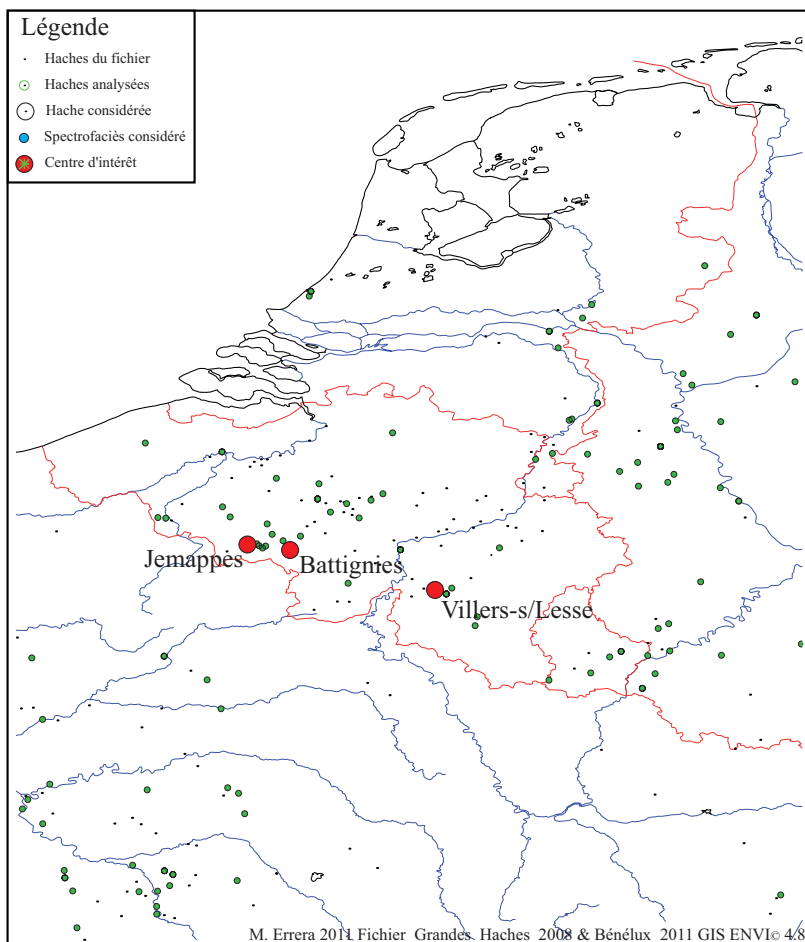 Légende
Haches du fichier
Haches analysées
Hache considérée
Spectrofaciès considéré
Centre d'intérêt
Jemappes
Battignies
Villers-s/Lesse
M. Errera 2011 Fichier Grandes Haches 2008 & Bénélux 2011 GIS ENVI© 4.8